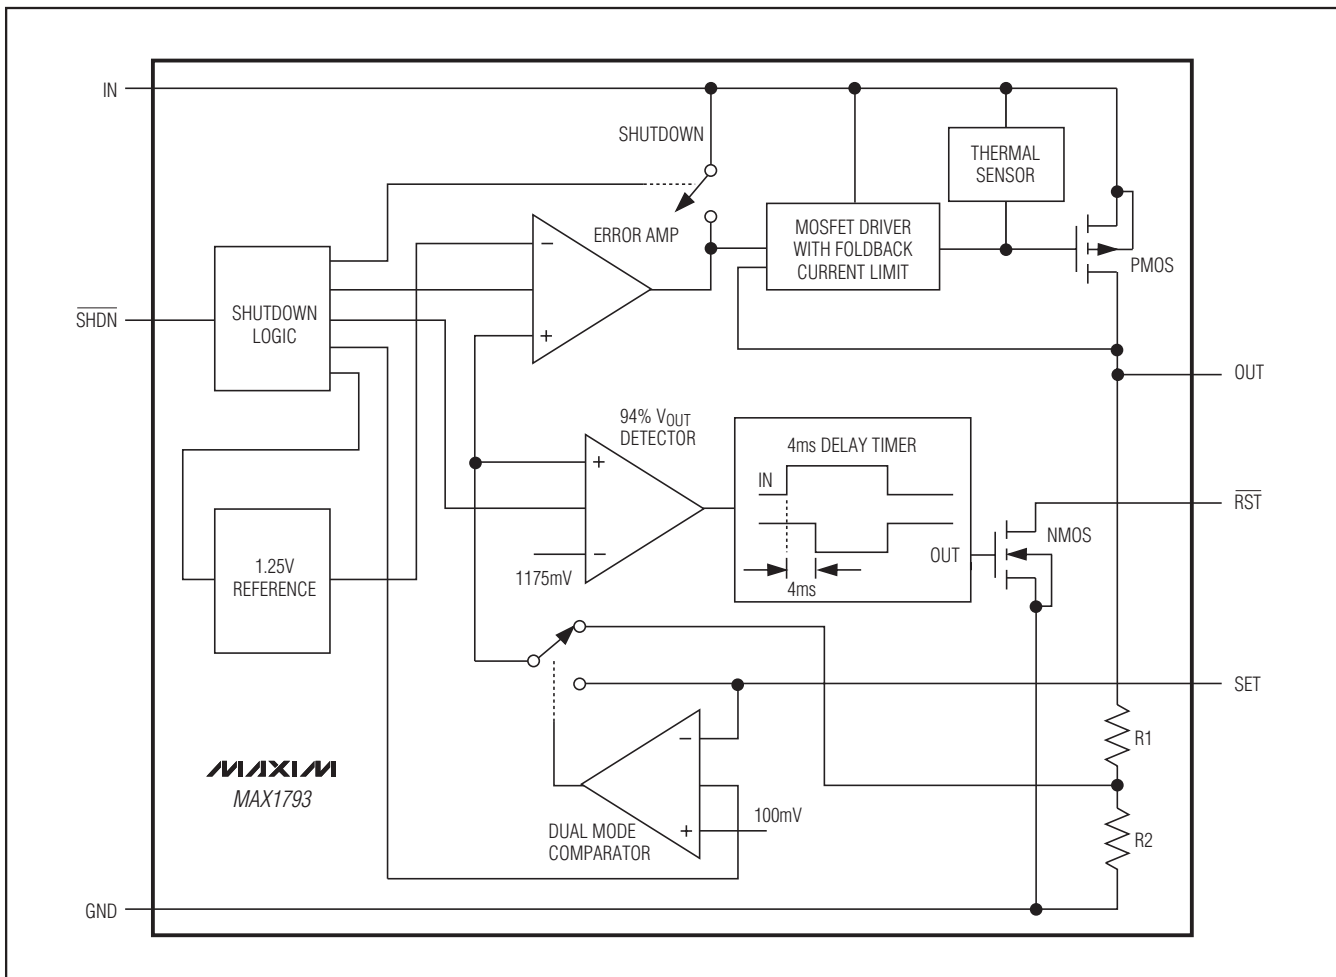 IN
SHUTDOWN
THERMAL
SENSOR
ERROR AMP
MOSFET DRIVER
WITH FOLDBACK
CURRENT LIMIT
PMOS
−
+
SHDN
SHUTDOWN
LOGIC
OUT
94% VOUT
DETECTOR
4ms DELAY TIMER
+
IN
RST
NMOS
OUT
−
1175mV
4ms
1.25V
REFERENCE
SET
−
R1
MAXIM
MAX1793
100mV
+
DUAL MODE
COMPARATOR
R2
GND